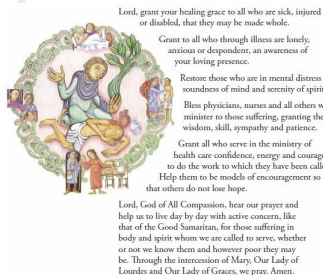 Lord, grant your healing grace to all who are sick, injured
or disabled, that they may be made whole.
Grant to all who through illness are lonely,
anxious or despondent, an awareness of
your loving presence.
Restore those who are in mental distress
soundness of mind and serenity of spirit
Bless physicians, nurses and all others w
minister to those suffering, granting the
wisdom, skill, sympathy and patience.
Grant all who serve in the ministry of
health care confidence, energy and courag
to do the work to which they have been calle
Help them to be models of encouragement so
that others do not lose hope.
Lord, God of All Compassion, hear our prayer and
help us to live day by day with active concern, like
that of the Good Samaritan, for those suffering in
body and spirit whom we are called to serve, whether
or not we know them and however poor they may
be. Through the intercession of Mary, Our Lady of
Lourdes and Our Lady of Graces, we pray. Amen.